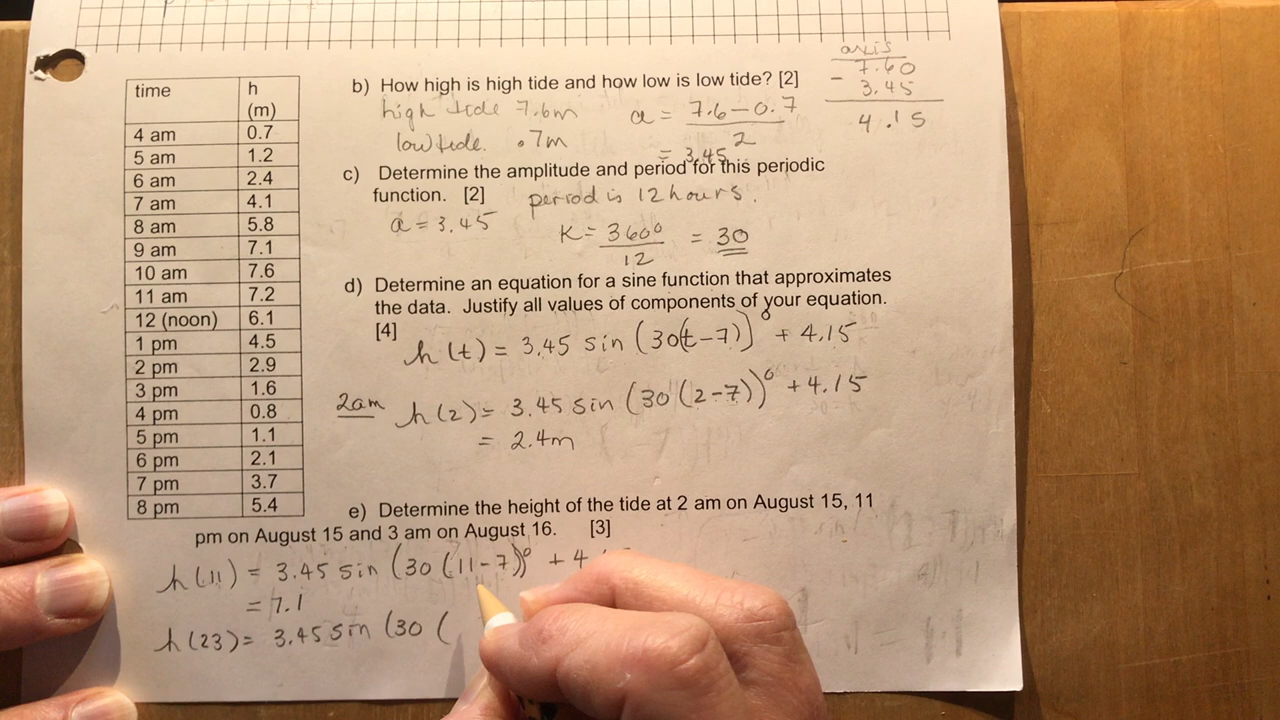 time h
(m)
4 am 0.7
5 am 1.2
6 am 2.4
7 am 4.1
8 am 5.8
9 am 7.1
10 am 7.6
11 am 7.2
12 (noon) 6.1
1 pm 4.5
2 pm 2.9
3 pm 1.6
4 pm 0.8
5 pm 1.1
6 pm 2.1
7 pm 3.7
8 pm 5.4
b) How high is high tide and how low is low tide? [2]
high tide 7.6m
low tide. .7m
a = 7.6 – 0.7
2
= 3.45
axis
7.60
- 3.45
4.15
c) Determine the amplitude and period for this periodic
function. [2] period is 12 hours.
a = 3.45
K = 360°
12
= 30
d) Determine an equation for a sine function that approximates
the data. Justify all values of components of your equation.
[4]
h(t) = 3.45 sin (30(t-7))° + 4.15
2am h(2) = 3.45 sin (30(2-7))° + 4.15
= 2.4m
e) Determine the height of the tide at 2 am on August 15, 11
pm on August 15 and 3 am on August 16. [3]
h(11) = 3.45 sin (30(11-7))° + 4
= 7.1
h(23) = 3.45 sin (30 (